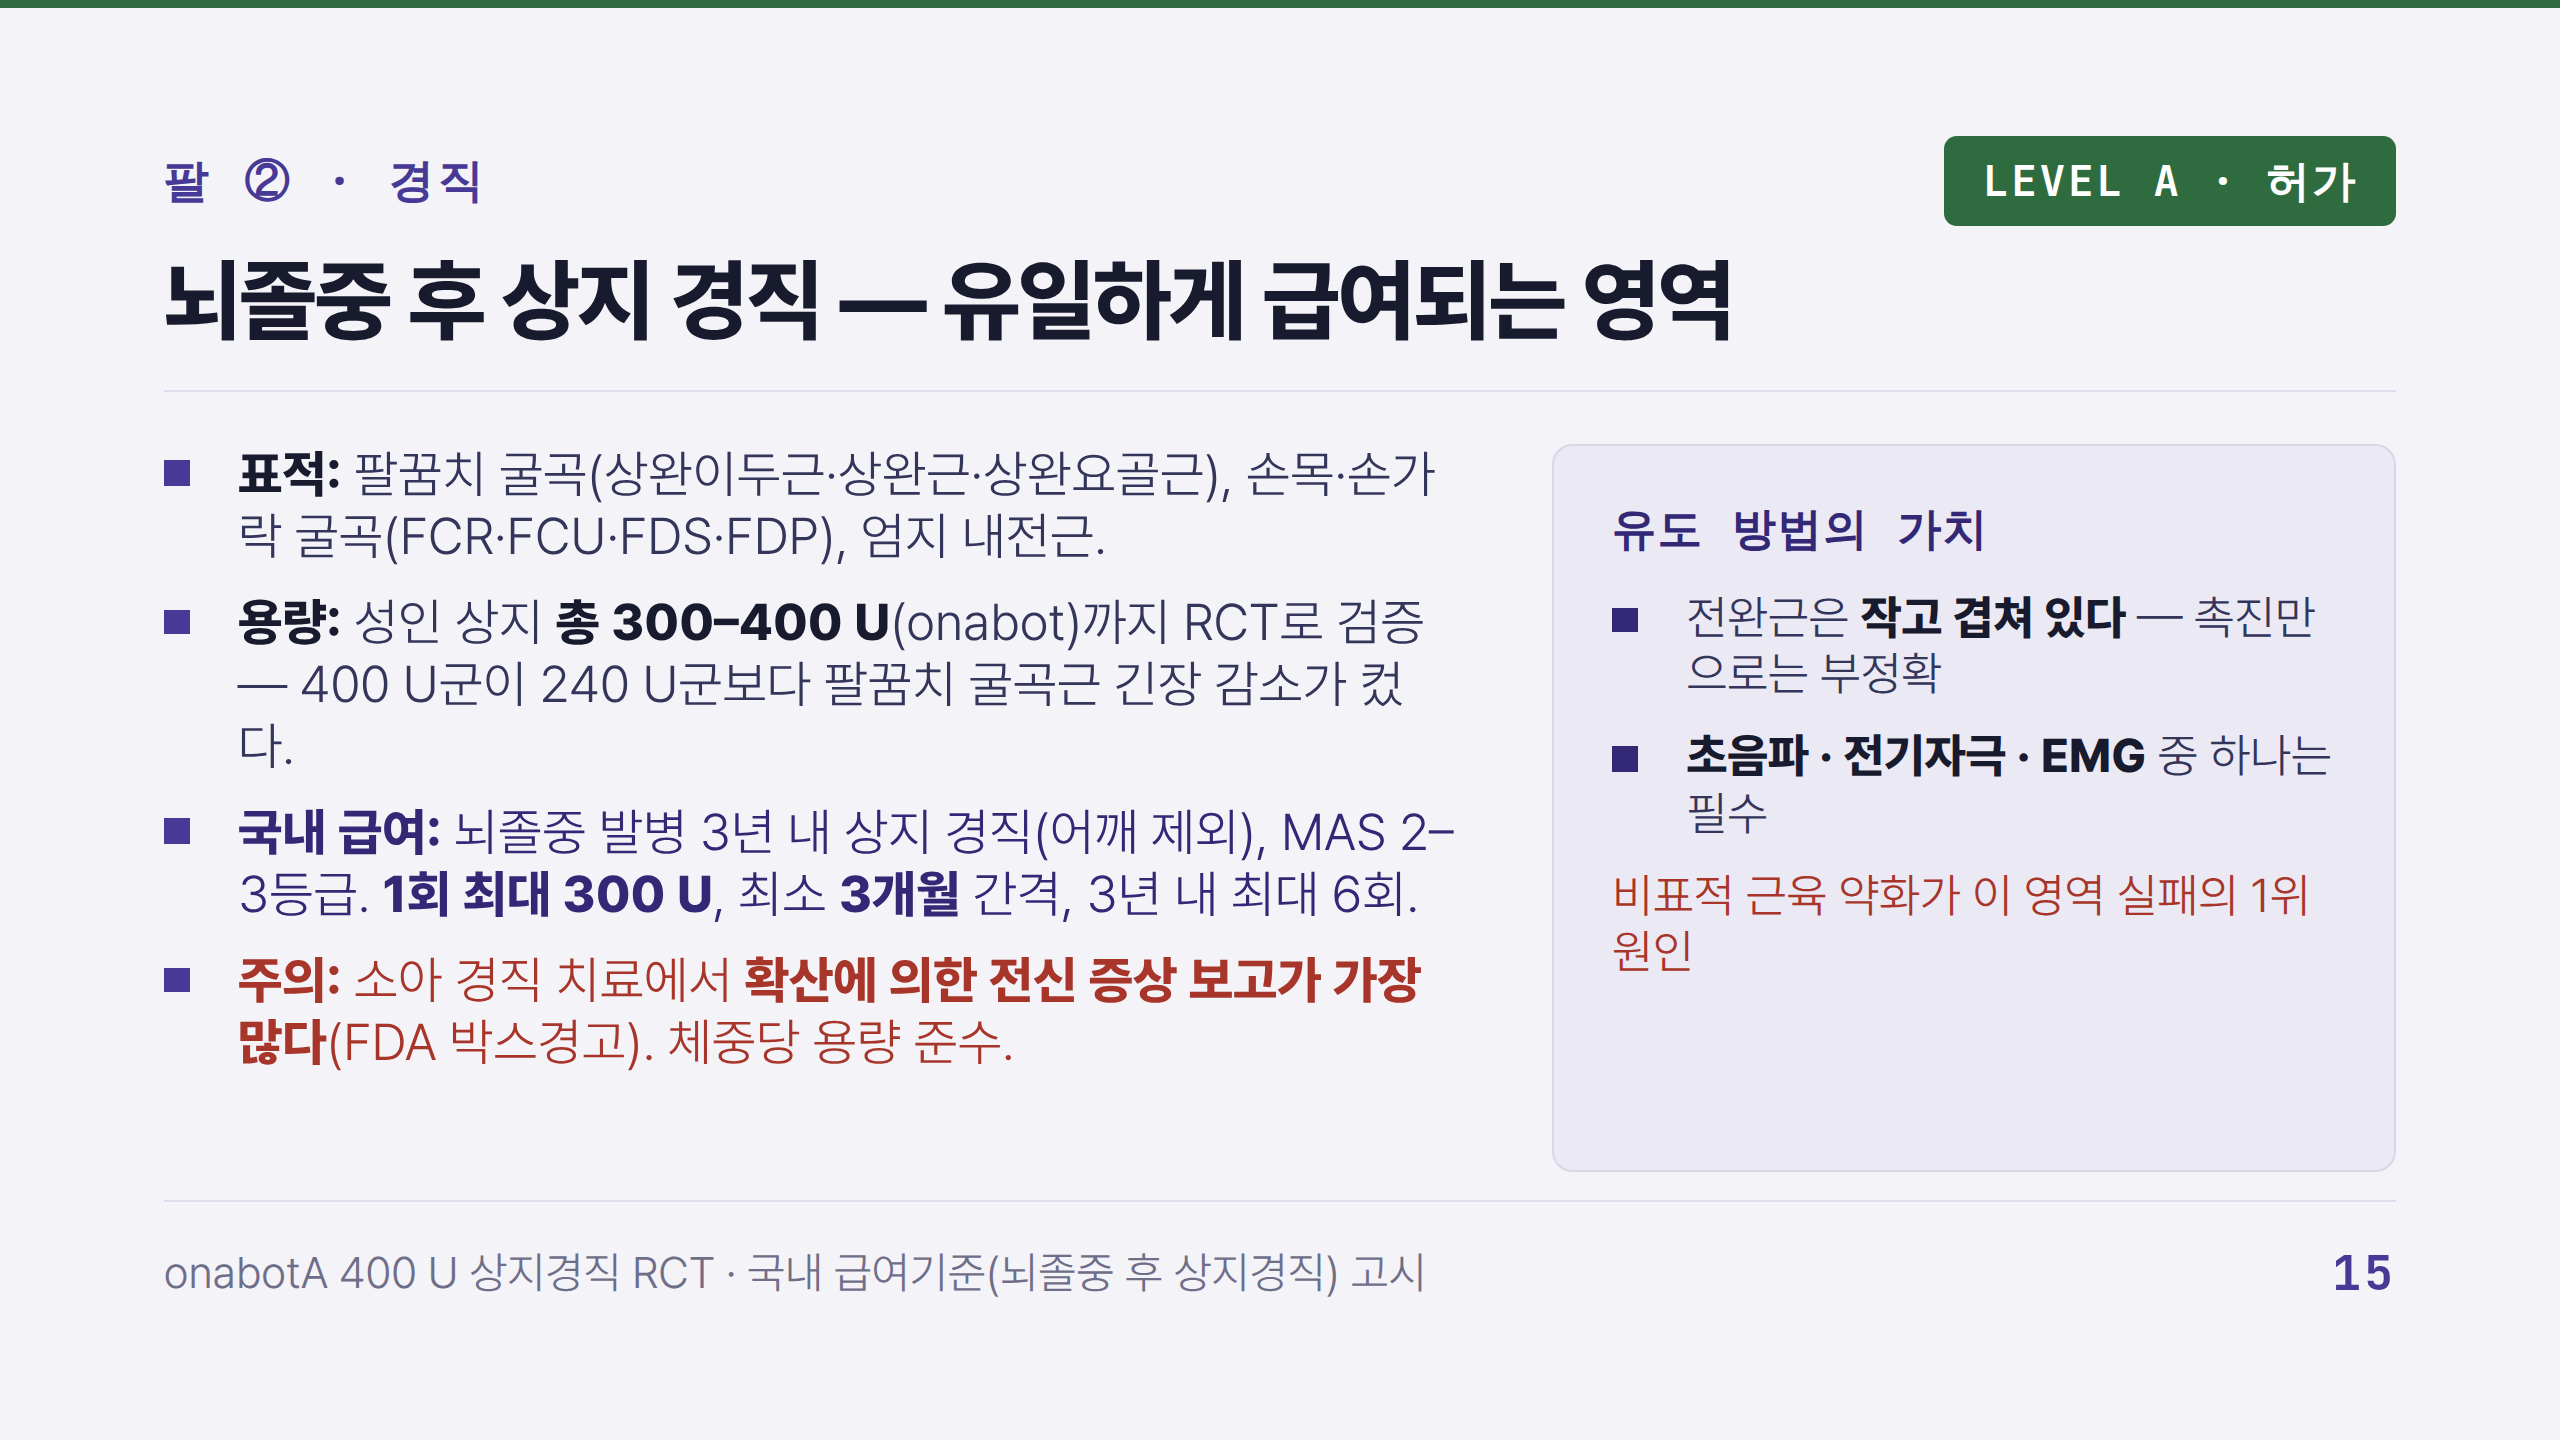 팔 ② · 경직
LEVEL A · 허가
뇌졸중 후 상지 경직 — 유일하게 급여되는 영역
표적: 팔꿈치 굴곡(상완이두근·상완근·상완요골근), 손목·손가
락 굴곡(FCR·FCU·FDS·FDP), 엄지 내전근.
용량: 성인 상지 총 300–400 U(onabot)까지 RCT로 검증
— 400 U군이 240 U군보다 팔꿈치 굴곡근 긴장 감소가 컸
다.
국내 급여: 뇌졸중 발병 3년 내 상지 경직(어깨 제외), MAS 2–
3등급. 1회 최대 300 U, 최소 3개월 간격, 3년 내 최대 6회.
주의: 소아 경직 치료에서 확산에 의한 전신 증상 보고가 가장
많다(FDA 박스경고). 체중당 용량 준수.
유도 방법의 가치
전완근은 작고 겹쳐 있다 — 촉진만
으로는 부정확
초음파 · 전기자극 · EMG 중 하나는
필수
비표적 근육 약화가 이 영역 실패의 1위
원인
onabotA 400 U 상지경직 RCT · 국내 급여기준(뇌졸중 후 상지경직) 고시
15